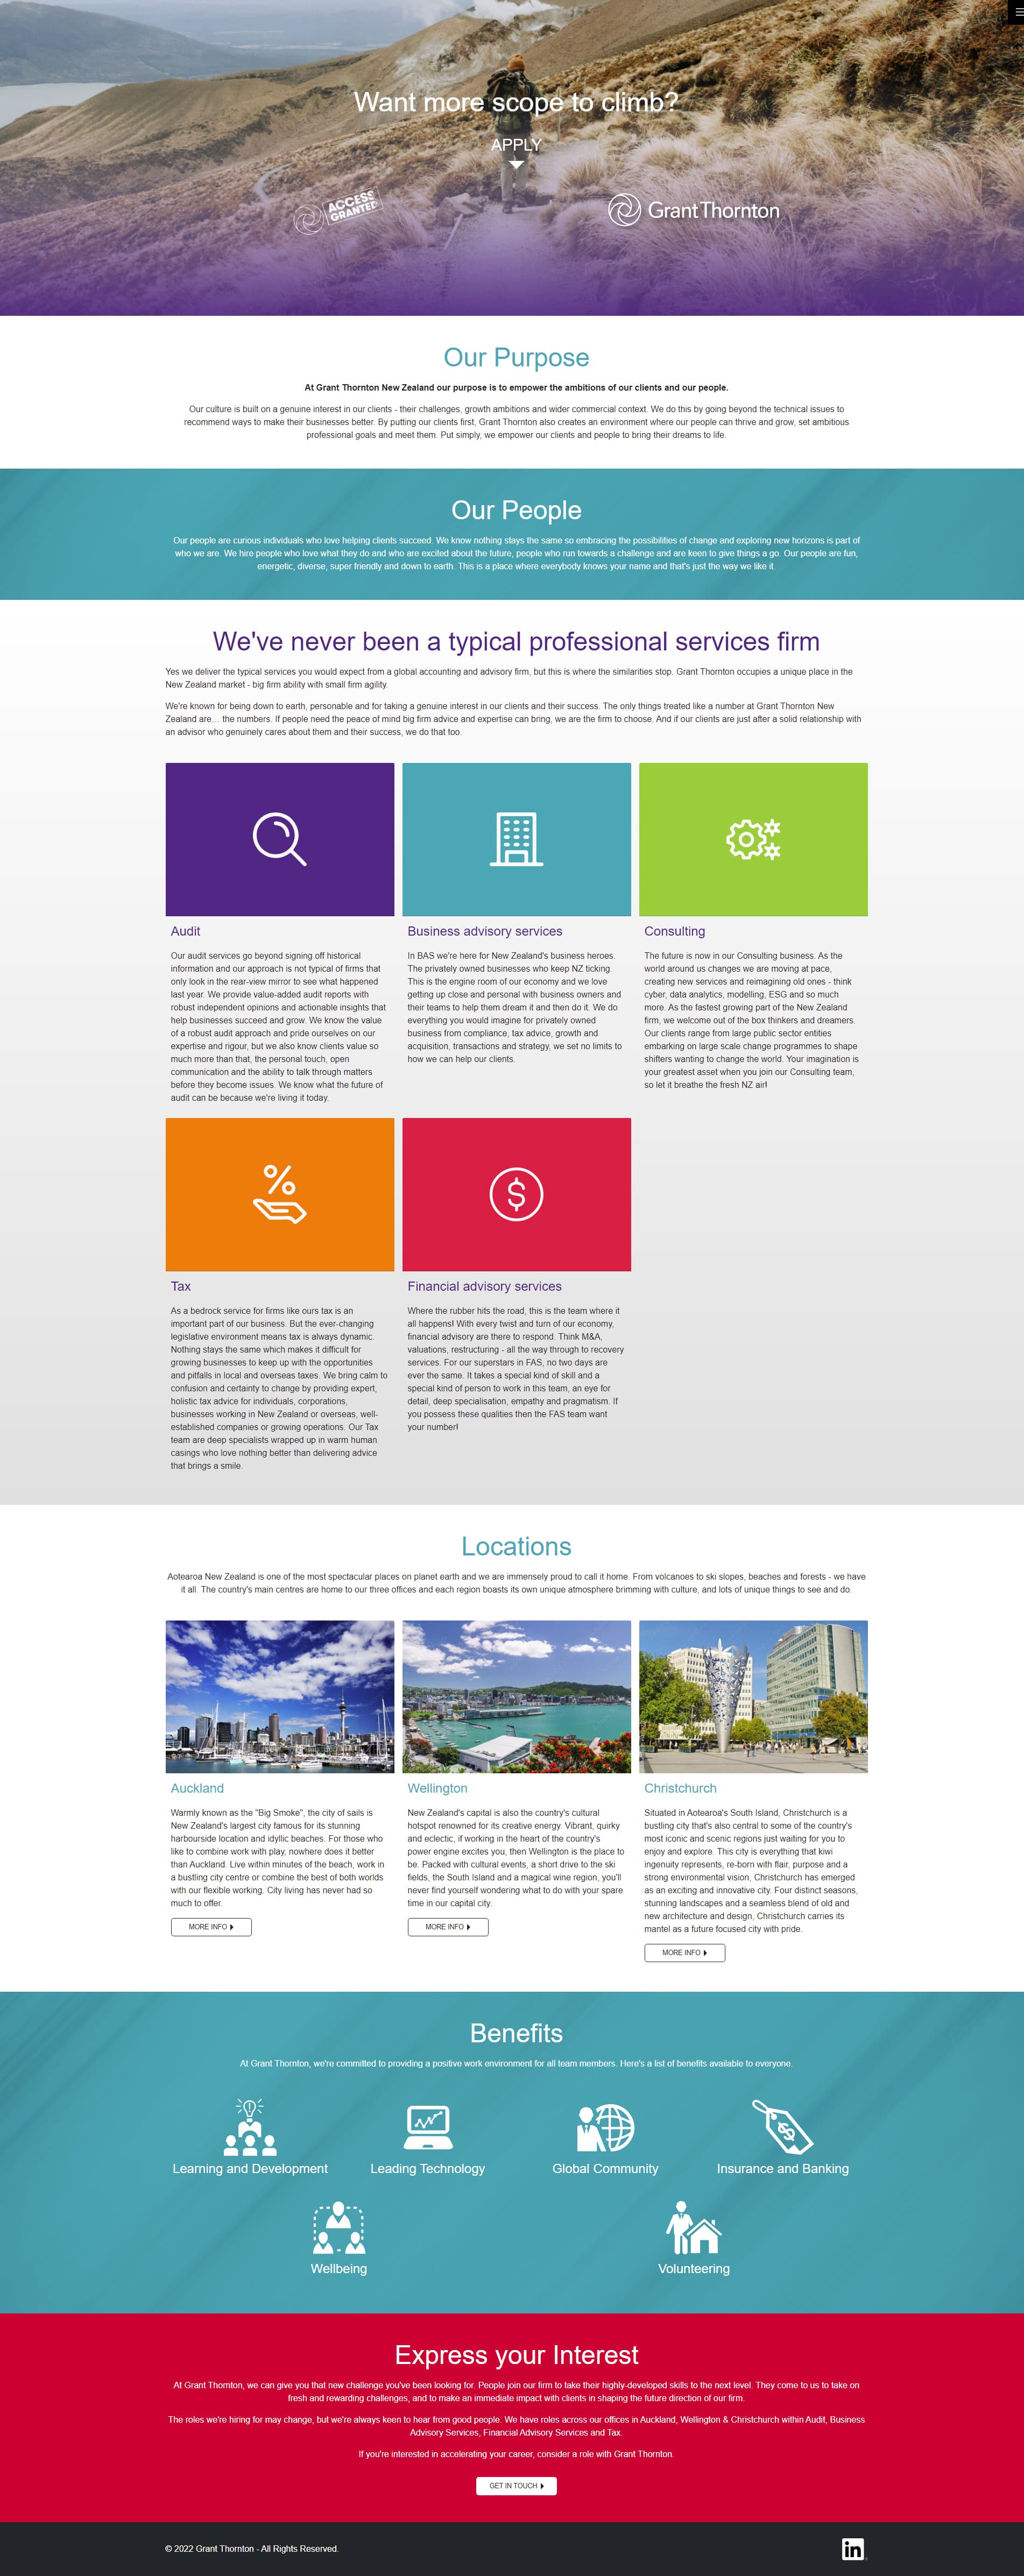 Want more scope to climb?
APPLY
ACCESS
GRANTED
Grant Thornton
Our Purpose
At Grant Thornton New Zealand our purpose is to empower the ambitions of our clients and our people.
Our culture is built on a genuine interest in our clients - their challenges, growth ambitions and wider commercial context. We do this by going beyond the technical issues to
recommend ways to make their businesses better. By putting our clients first, Grant Thornton also creates an environment where our people can thrive and grow, set ambitious
professional goals and meet them. Put simply, we empower our clients and people to bring their dreams to life.
Our People
Our people are curious individuals who love helping clients succeed. We know nothing stays the same so embracing the possibilities of change and exploring new horizons is part of
who we are. We hire people who love what they do and who are excited about the future, people who run towards a challenge and are keen to give things a go. Our people are fun,
energetic, diverse, super friendly and down to earth. This is a place where everybody knows your name and that's just the way we like it.
We've never been a typical professional services firm
Yes we deliver the typical services you would expect from a global accounting and advisory firm, but this is where the similarities stop. Grant Thornton occupies a unique place in the
New Zealand market - big firm ability with small firm agility.
We're known for being down to earth, personable and for taking a genuine interest in our clients and their success. The only things treated like a number at Grant Thornton New
Zealand are… the numbers. If people need the peace of mind big firm advice and expertise can bring, we are the firm to choose. And if our clients are just after a solid relationship with
an advisor who genuinely cares about them and their success, we do that too.
Audit
Our audit services go beyond signing off historical
information and our approach is not typical of firms that
only look in the rear-view mirror to see what happened
last year. We provide value-added audit reports with
robust independent opinions and actionable insights that
help businesses succeed and grow. We know the value
of a robust audit approach and pride ourselves on our
expertise and rigour, but we also know clients value so
much more than that, the personal touch, open
communication and the ability to talk through matters
before they become issues. We know what the future of
audit can be because we're living it today.
Business advisory services
In BAS we're here for New Zealand's business heroes.
The privately owned businesses who keep NZ ticking.
This is the engine room of our economy and we love
getting up close and personal with business owners and
their teams to help them dream it and then do it. We do
everything you would imagine for privately owned
business from compliance, tax advice, growth and
acquisition, transactions and strategy, we set no limits to
how we can help our clients.
Consulting
The future is now in our Consulting business. As the
world around us changes we are moving at pace,
creating new services and reimagining old ones - think
cyber, data analytics, modelling, ESG and so much
more. As the fastest growing part of the New Zealand
firm, we welcome out of the box thinkers and dreamers.
Our clients range from large public sector entities
embarking on large scale change programmes to shape
shifters wanting to change the world. Your imagination is
your greatest asset when you join our Consulting team,
so let it breathe the fresh NZ air!
Tax
As a bedrock service for firms like ours tax is an
important part of our business. But the ever-changing
legislative environment means tax is always dynamic.
Nothing stays the same which makes it difficult for
growing businesses to keep up with the opportunities
and pitfalls in local and overseas taxes. We bring calm to
confusion and certainty to change by providing expert,
holistic tax advice for individuals, corporations,
businesses working in New Zealand or overseas, well-
established companies or growing operations. Our Tax
team are deep specialists wrapped up in warm human
casings who love nothing better than delivering advice
that brings a smile.
Financial advisory services
Where the rubber hits the road, this is the team where it
all happens! With every twist and turn of our economy,
financial advisory are there to respond. Think M&A,
valuations, restructuring - all the way through to recovery
services. For our superstars in FAS, no two days are
ever the same. It takes a special kind of skill and a
special kind of person to work in this team, an eye for
detail, deep specialisation, empathy and pragmatism. If
you possess these qualities then the FAS team want
your number!
Locations
Aotearoa New Zealand is one of the most spectacular places on planet earth and we are immensely proud to call it home. From volcanoes to ski slopes, beaches and forests - we have
it all. The country's main centres are home to our three offices and each region boasts its own unique atmosphere brimming with culture, and lots of unique things to see and do.
Auckland
Warmly known as the "Big Smoke", the city of sails is
New Zealand's largest city famous for its stunning
harbourside location and idyllic beaches. For those who
like to combine work with play, nowhere does it better
than Auckland. Live within minutes of the beach, work in
a bustling city centre or combine the best of both worlds
with our flexible working. City living has never had so
much to offer.
MORE INFO
Wellington
New Zealand's capital is also the country's cultural
hotspot renowned for its creative energy. Vibrant, quirky
and eclectic, if working in the heart of the country's
power engine excites you, then Wellington is the place to
be. Packed with cultural events, a short drive to the ski
fields, the South Island and a magical wine region, you'll
never find yourself wondering what to do with your spare
time in our capital city.
MORE INFO
Christchurch
Situated in Aotearoa's South Island, Christchurch is a
bustling city that's also central to some of the country's
most iconic and scenic regions just waiting for you to
enjoy and explore. This city is everything that kiwi
ingenuity represents, re-born with flair, purpose and a
strong environmental vision, Christchurch has emerged
as an exciting and innovative city. Four distinct seasons,
stunning landscapes and a seamless blend of old and
new architecture and design, Christchurch carries its
mantel as a future focused city with pride.
MORE INFO
Benefits
At Grant Thornton, we're committed to providing a positive work environment for all team members. Here's a list of benefits available to everyone.
Learning and Development
Leading Technology
Global Community
Insurance and Banking
Wellbeing
Volunteering
Express your Interest
At Grant Thornton, we can give you that new challenge you've been looking for. People join our firm to take their highly-developed skills to the next level. They come to us to take on
fresh and rewarding challenges, and to make an immediate impact with clients in shaping the future direction of our firm.
The roles we're hiring for may change, but we're always keen to hear from good people. We have roles across our offices in Auckland, Wellington & Christchurch within Audit, Business
Advisory Services, Financial Advisory Services and Tax.
If you're interested in accelerating your career, consider a role with Grant Thornton.
GET IN TOUCH
© 2022 Grant Thornton - All Rights Reserved.
in